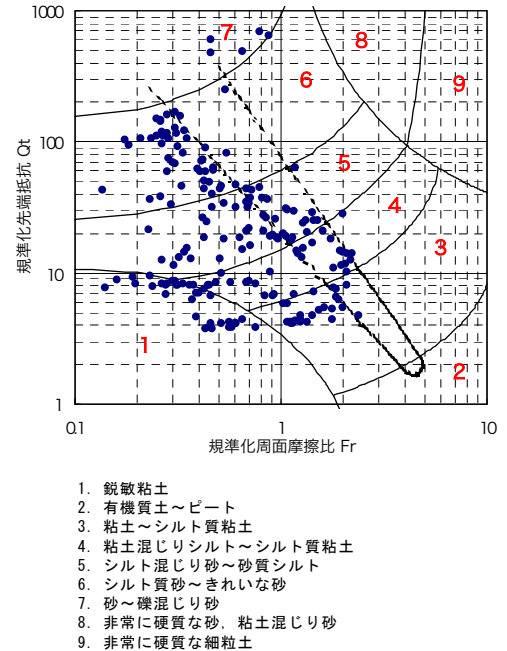 1000
100
10
1
0.1
1
10
規準化先端抵抗 Qt
規準化周面摩擦比 Fr
7
8
6
9
5
4
3
1
2
1. 鋭敏粘土
2. 有機質土～ピート
3. 粘土～シルト質粘土
4. 粘土混じりシルト～シルト質粘土
5. シルト混じり砂～砂質シルト
6. シルト質砂～きれいな砂
7. 砂～礫混じり砂
8. 非常に硬質な砂，粘土混じり砂
9. 非常に硬質な細粒土